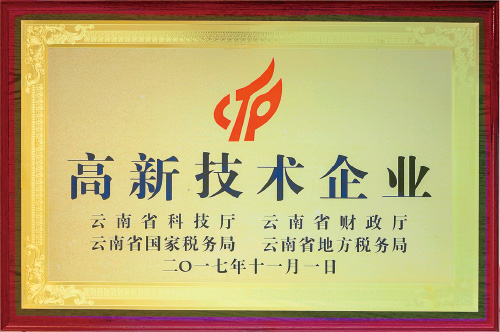 高新技术企业
云南省科技厅 云南省财政厅
云南省国家税务局 云南省地方税务局
二〇一七年十一月一日